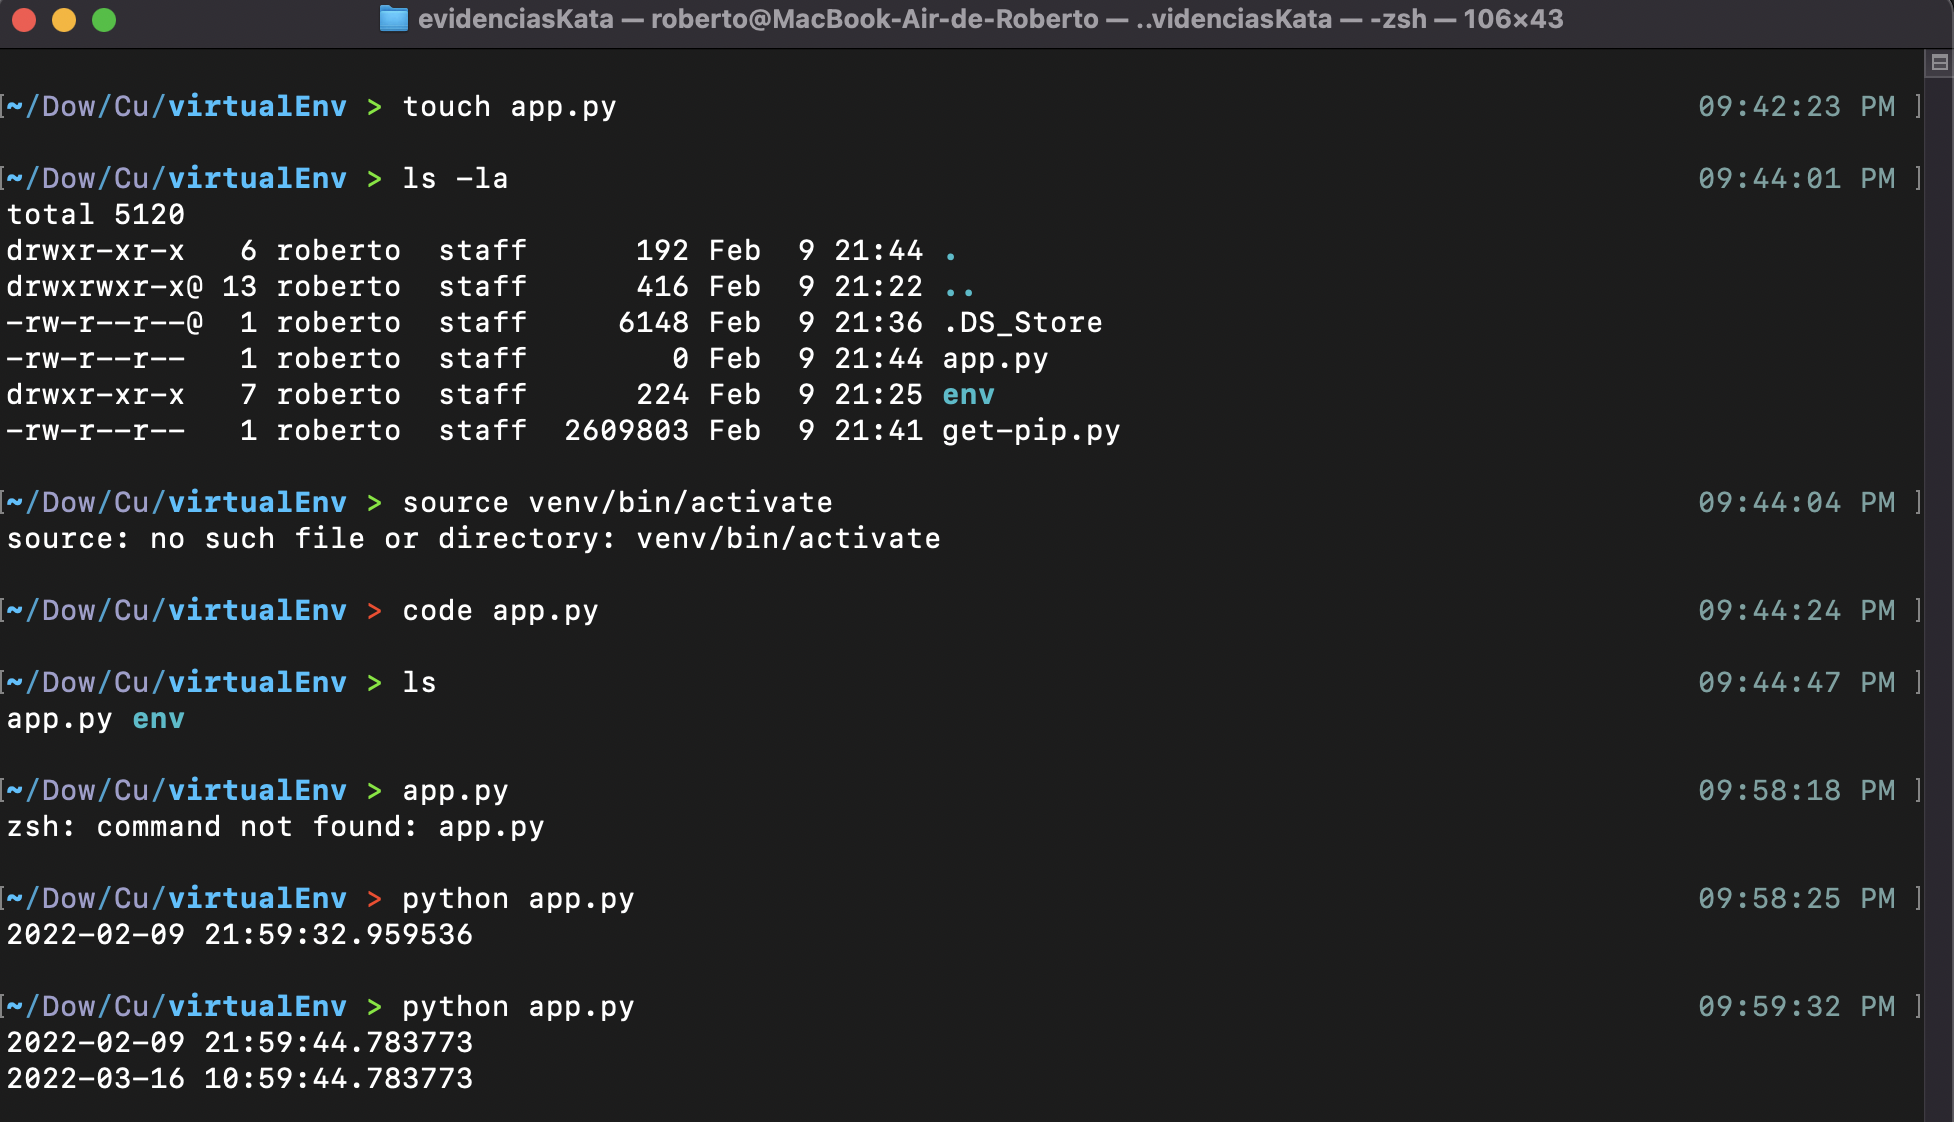 evidenciasKata — roberto@MacBook-Air-de-Roberto — ..videnciasKata — -zsh — 106×43
[~/Dow/Cu/virtualEnv > touch app.py 09:42:23 PM ]
[~/Dow/Cu/virtualEnv > ls -la 09:44:01 PM ]
total 5120
drwxr-xr-x   6 roberto  staff      192 Feb  9 21:44 .
drwxrwxr-x@ 13 roberto  staff      416 Feb  9 21:22 ..
-rw-r--r--@  1 roberto  staff     6148 Feb  9 21:36 .DS_Store
-rw-r--r--   1 roberto  staff        0 Feb  9 21:44 app.py
drwxr-xr-x   7 roberto  staff      224 Feb  9 21:25 env
-rw-r--r--   1 roberto  staff  2609803 Feb  9 21:41 get-pip.py
[~/Dow/Cu/virtualEnv > source venv/bin/activate 09:44:04 PM ]
source: no such file or directory: venv/bin/activate
[~/Dow/Cu/virtualEnv > code app.py 09:44:24 PM ]
[~/Dow/Cu/virtualEnv > ls 09:44:47 PM ]
app.py env
[~/Dow/Cu/virtualEnv > app.py 09:58:18 PM ]
zsh: command not found: app.py
[~/Dow/Cu/virtualEnv > python app.py 09:58:25 PM ]
2022-02-09 21:59:32.959536
[~/Dow/Cu/virtualEnv > python app.py 09:59:32 PM ]
2022-02-09 21:59:44.783773
2022-03-16 10:59:44.783773